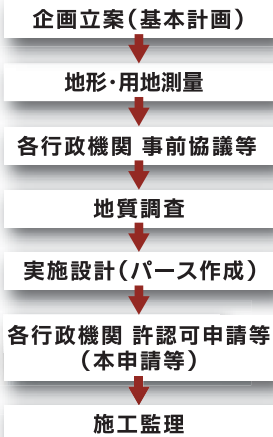 企画立案(基本計画)
地形・用地測量
各行政機関 事前協議等
地質調査
実施設計(パース作成)
各行政機関 許認可申請等
(本申請等)
施工監理